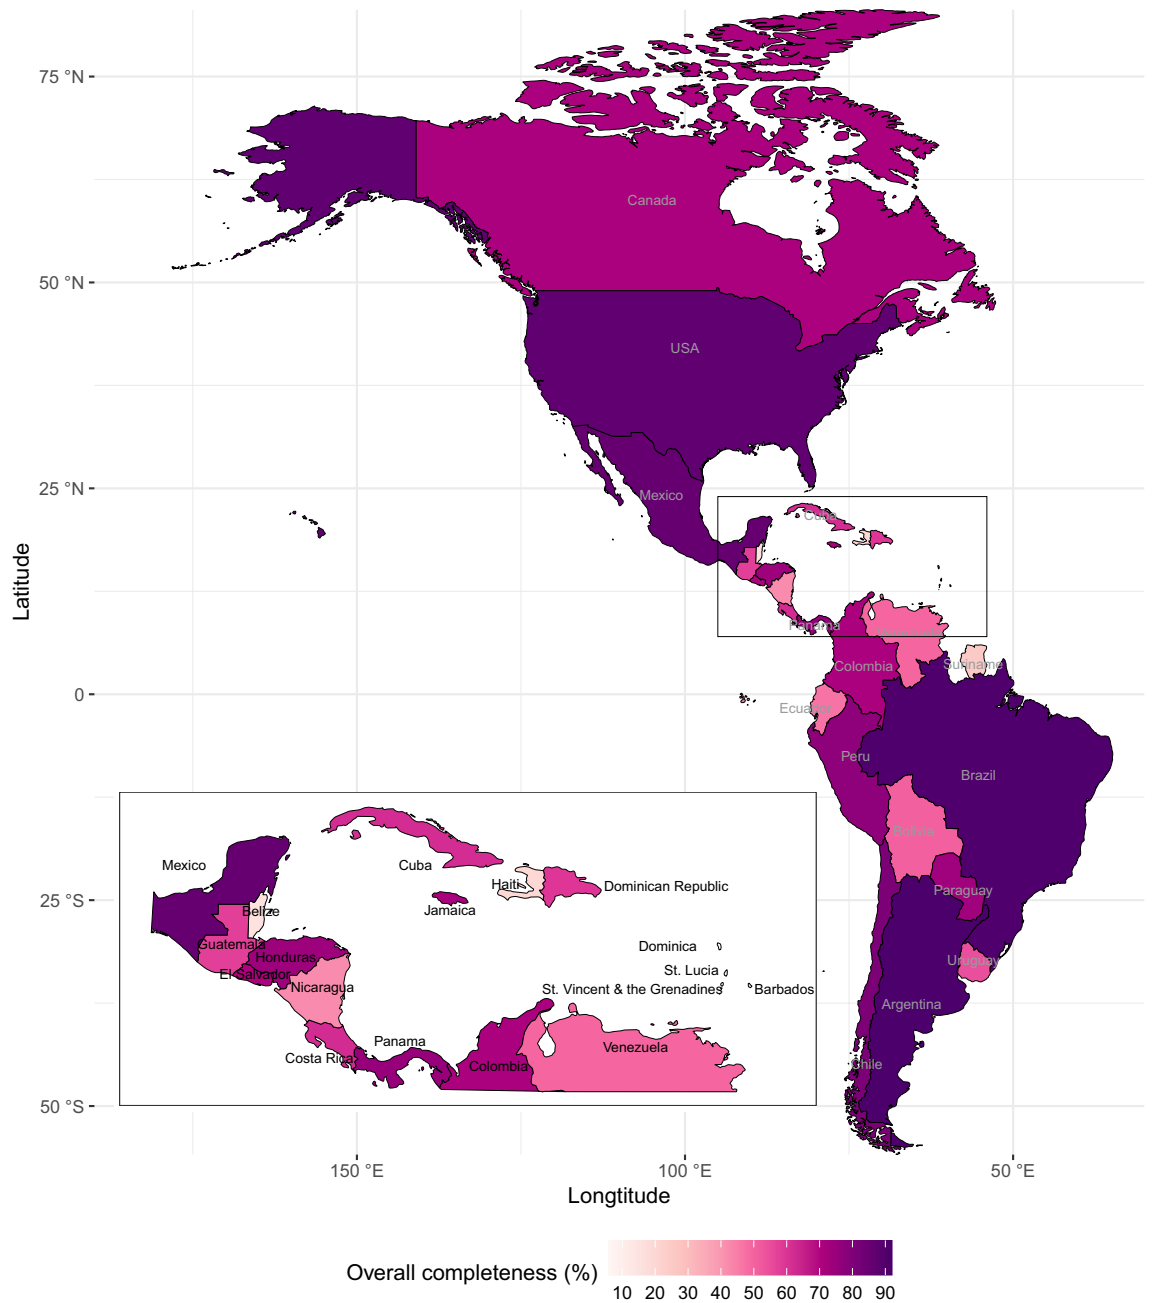 75 °N
Canada
50 °N
USA
25 °N
Mexico
Cuba
Panama
Venezuela
Colombia
Suriname
0
Ecuador
Peru
Brazil
Bolivia
Mexico
Cuba
Haiti
Dominican Republic
25 °S
Paraguay
Belize
Jamaica
Guatemala
Dominica
Honduras
Uruguay
El Salvador
St. Lucia
Nicaragua
St. Vincent & the Grenadines
Barbados
Argentina
Panama
Venezuela
Costa Rica
Colombia
Chile
50 °S
Latitude
150 °E
100 °E
50 °E
Longtitude
Overall completeness (%)
10 20 30 40 50 60 70 80 90